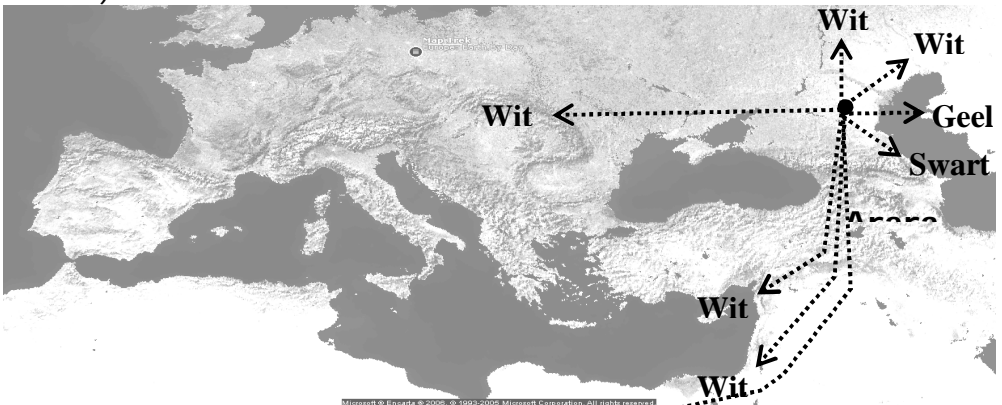 Wit
Wit
Wit
Geel
Swart
Wit
Wit
Microsoft ® Encarta ® 2006. © 1993-2005 Microsoft Corporation. All rights reserved.